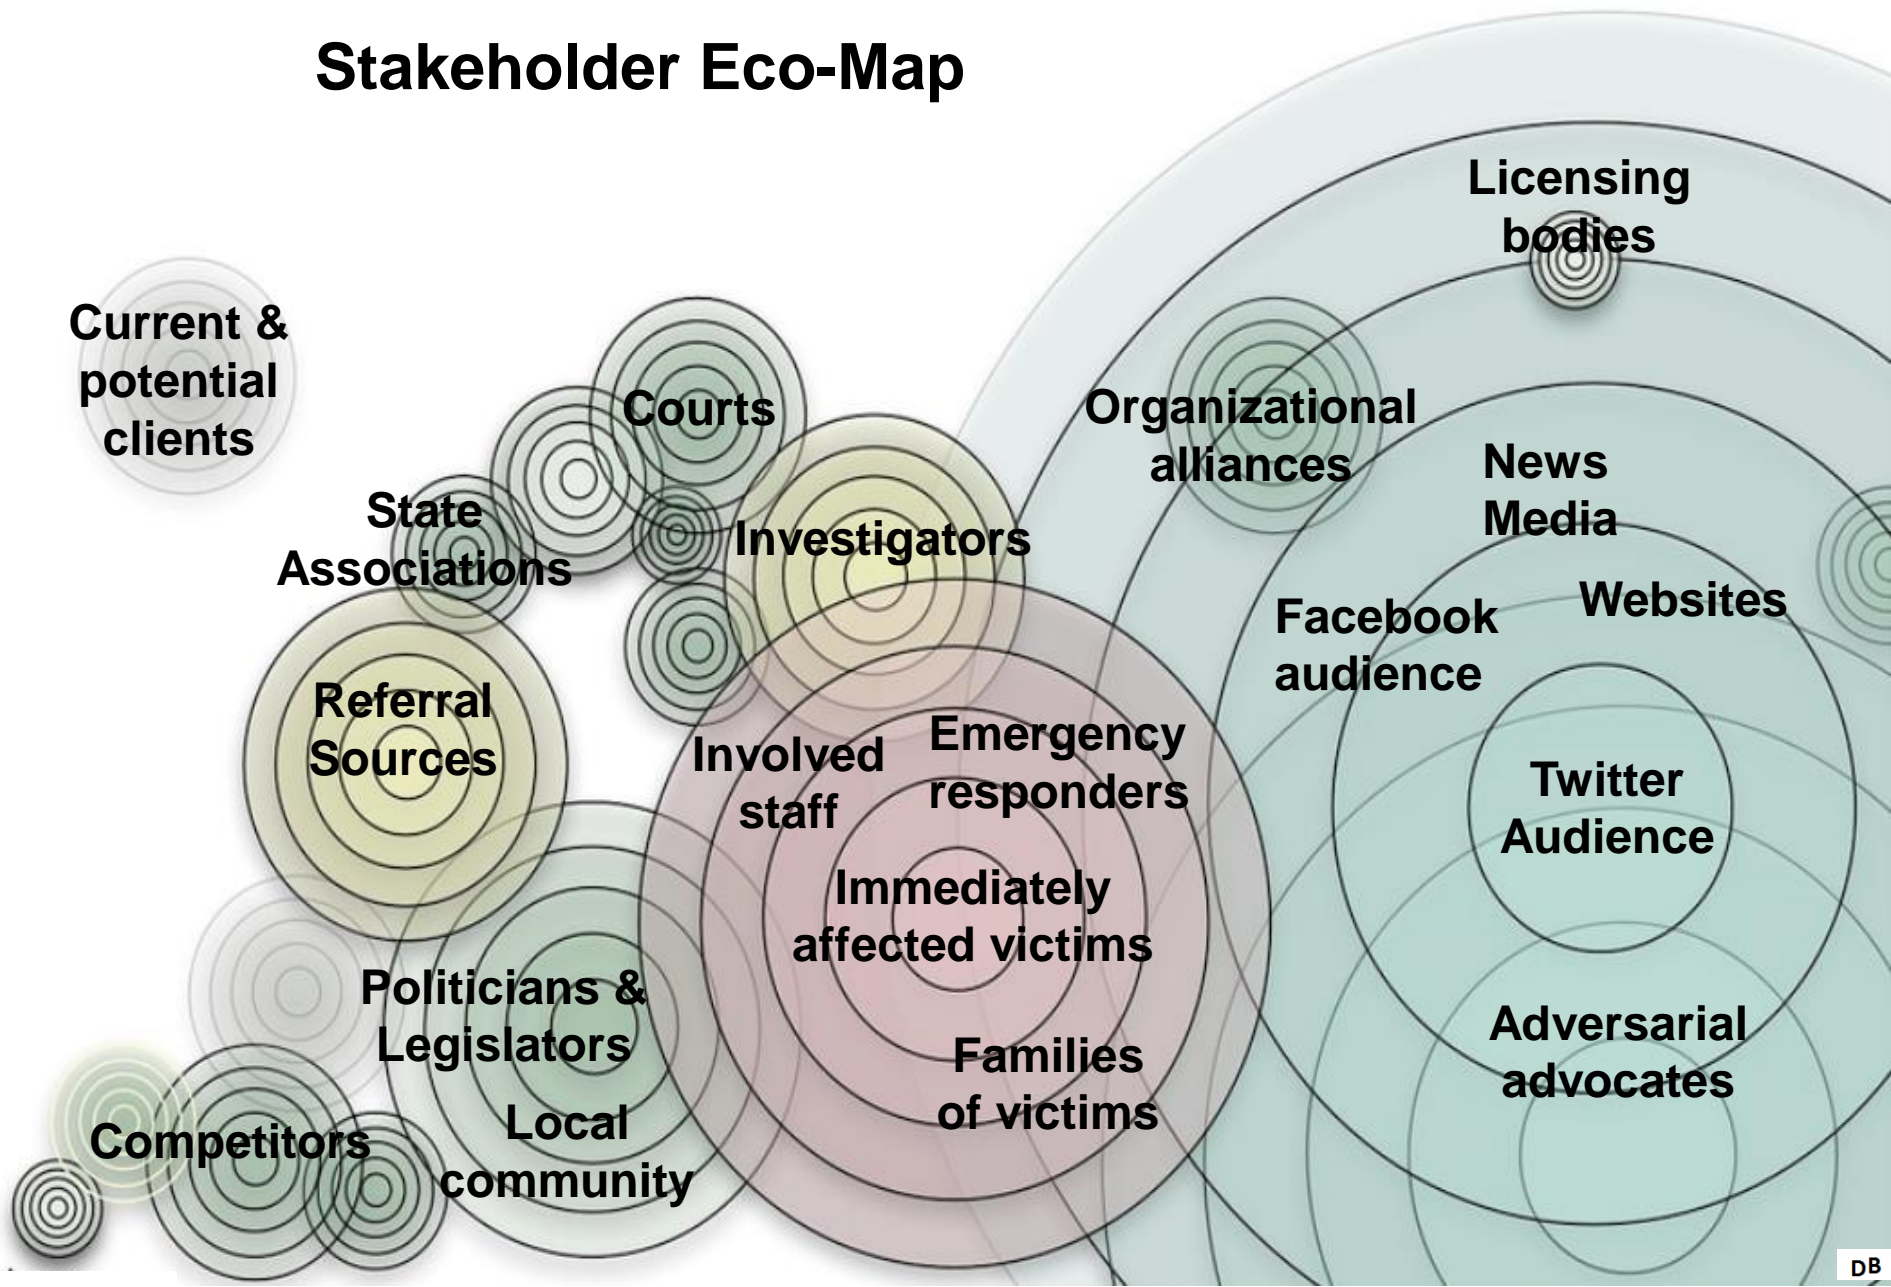 Stakeholder Eco-Map
Licensing
bodies
Current &
potential
clients
Courts
Organizational
alliances
News
Media
State
Associations
Investigators
Facebook
audience
Websites
Referral
Sources
Involved
staff
Emergency
responders
Twitter
Audience
Immediately
affected victims
Politicians &
Legislators
Families
of victims
Adversarial
advocates
Competitors
Local
community
DB